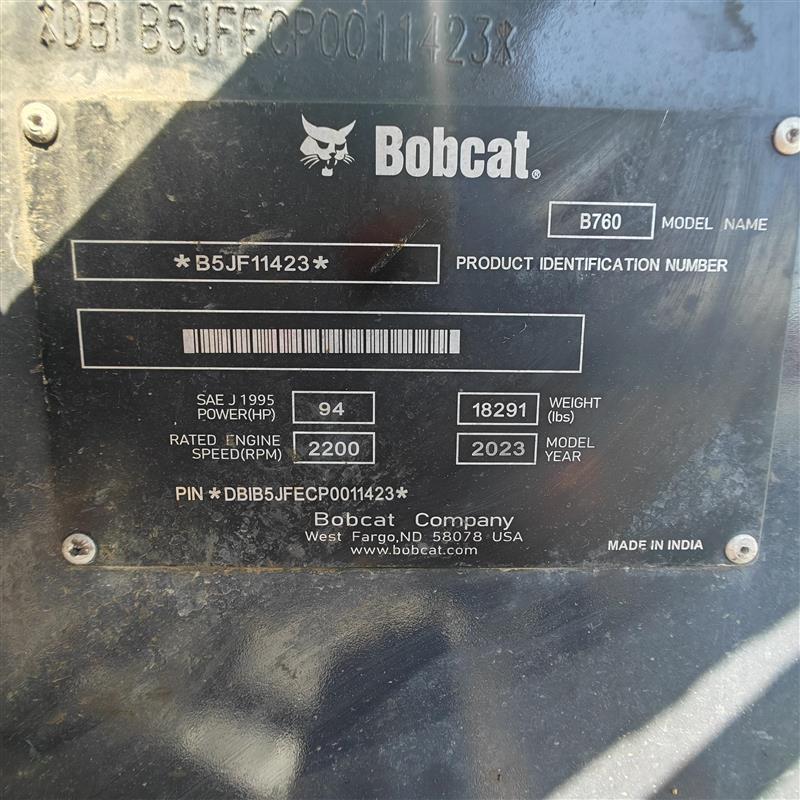 *DBI B5JFECP0011423*
Bobcat®
B760 MODEL NAME
*B5JF11423* PRODUCT IDENTIFICATION NUMBER
SAE J 1995 POWER(HP) 94 18291 WEIGHT (lbs)
RATED ENGINE SPEED(RPM) 2200 2023 MODEL YEAR
PIN *DBIB5JFECP0011423*
Bobcat Company
West Fargo,ND 58078 USA
www.bobcat.com
MADE IN INDIA